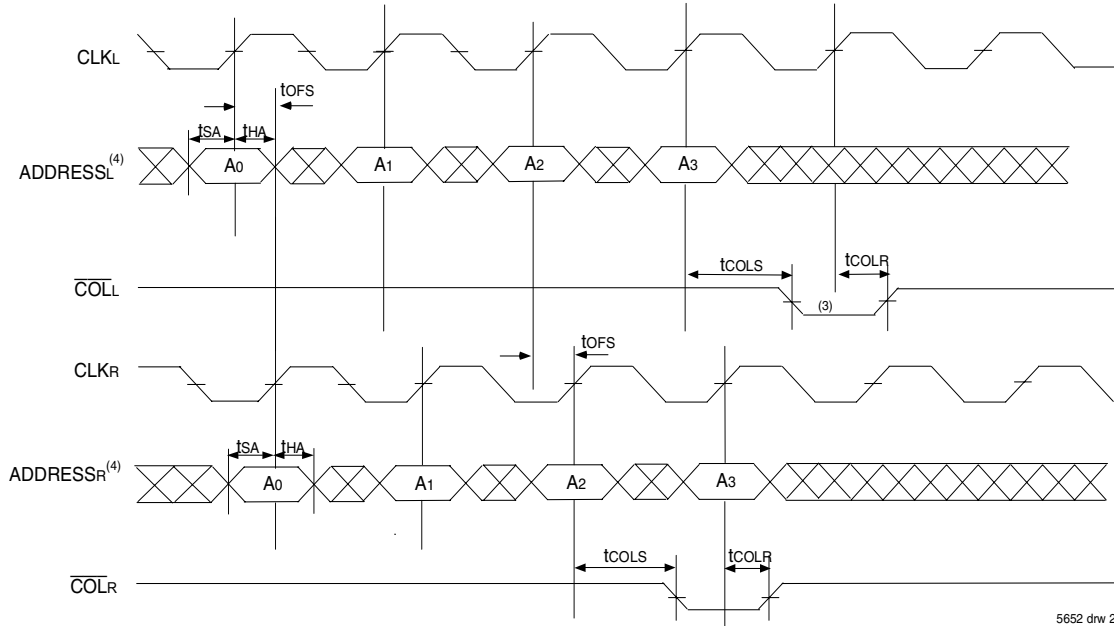 CLKL
tOFS
tSA tHA
ADDRESSL(4) A0 A1 A2 A3
tCOLS tCOLR
COLL (3)
tOFS
CLKR
tSA tHA
ADDRESSR(4) A0 A1 A2 A3
tCOLS tCOLR
COLR
5652 drw 2